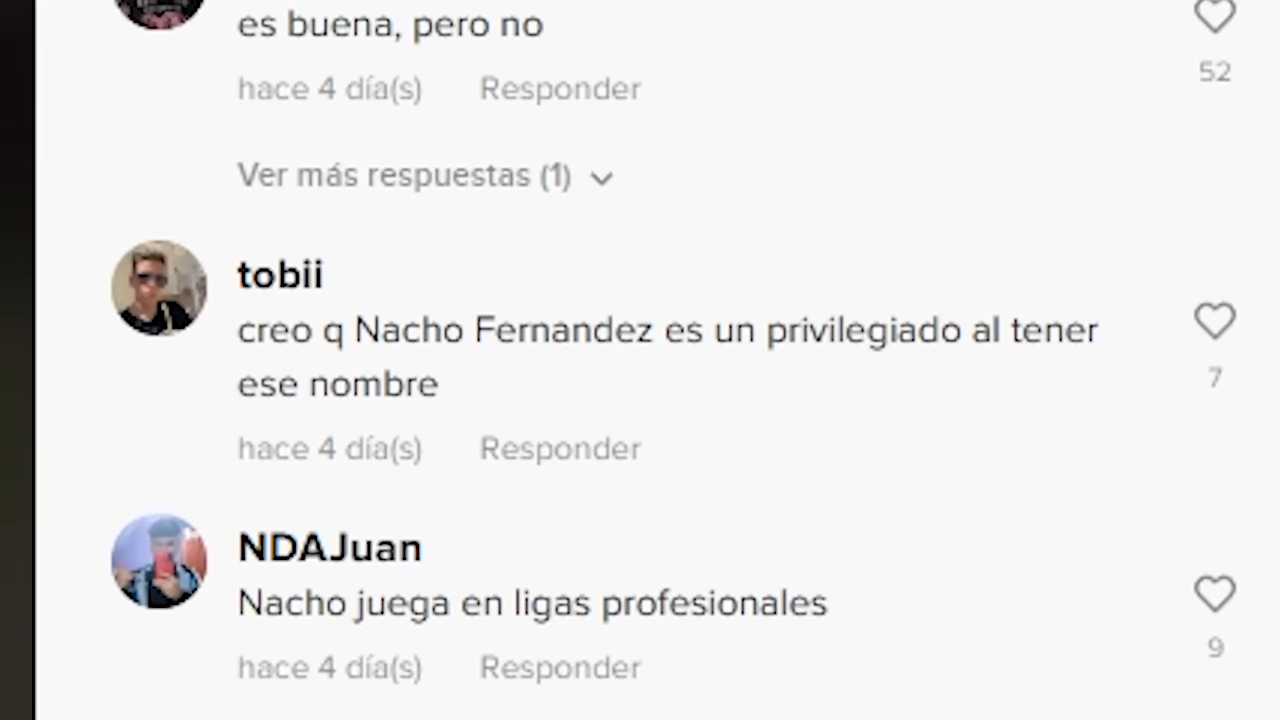 es buena, pero no
52
hace 4 día(s) Responder
Ver más respuestas (1)
tobii
creo q Nacho Fernandez es un privilegiado al tener
ese nombre
7
hace 4 día(s) Responder
NDAJuan
Nacho juega en ligas profesionales
9
hace 4 día(s) Responder